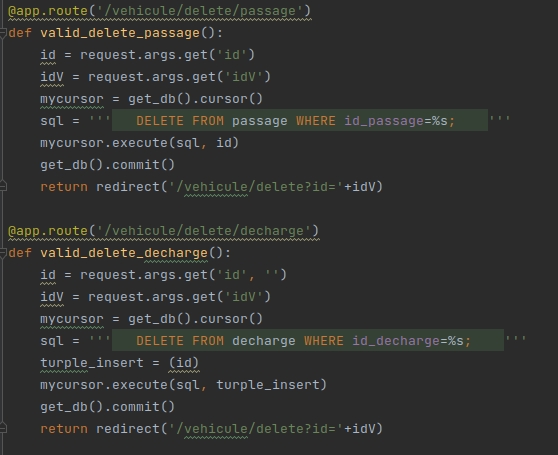 @app.route('/vehicule/delete/passage')
def valid_delete_passage():
    id = request.args.get('id')
    idV = request.args.get('idV')
    mycursor = get_db().cursor()
    sql = '''   DELETE FROM passage WHERE id_passage=%s;    '''
    mycursor.execute(sql, id)
    get_db().commit()
    return redirect('/vehicule/delete?id='+idV)

@app.route('/vehicule/delete/decharge')
def valid_delete_decharge():
    id = request.args.get('id', '')
    idV = request.args.get('idV')
    mycursor = get_db().cursor()
    sql = '''   DELETE FROM decharge WHERE id_decharge=%s;    '''
    turple_insert = (id)
    mycursor.execute(sql, turple_insert)
    get_db().commit()
    return redirect('/vehicule/delete?id='+idV)